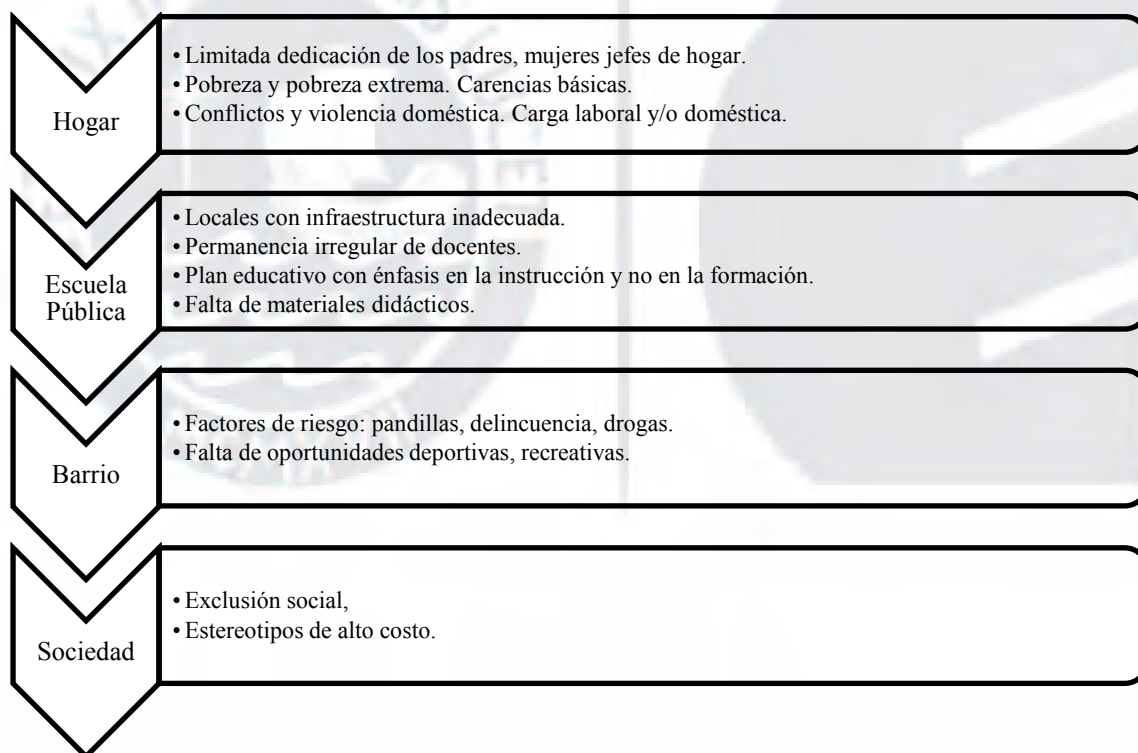 Hogar
• Limitada dedicación de los padres, mujeres jefes de hogar.
• Pobreza y pobreza extrema. Carencias básicas.
• Conflictos y violencia doméstica. Carga laboral y/o doméstica.
Escuela
Pública
• Locales con infraestructura inadecuada.
• Permanencia irregular de docentes.
• Plan educativo con énfasis en la instrucción y no en la formación.
• Falta de materiales didácticos.
Barrio
• Factores de riesgo: pandillas, delincuencia, drogas.
• Falta de oportunidades deportivas, recreativas.
Sociedad
• Exclusión social,
• Estereotipos de alto costo.